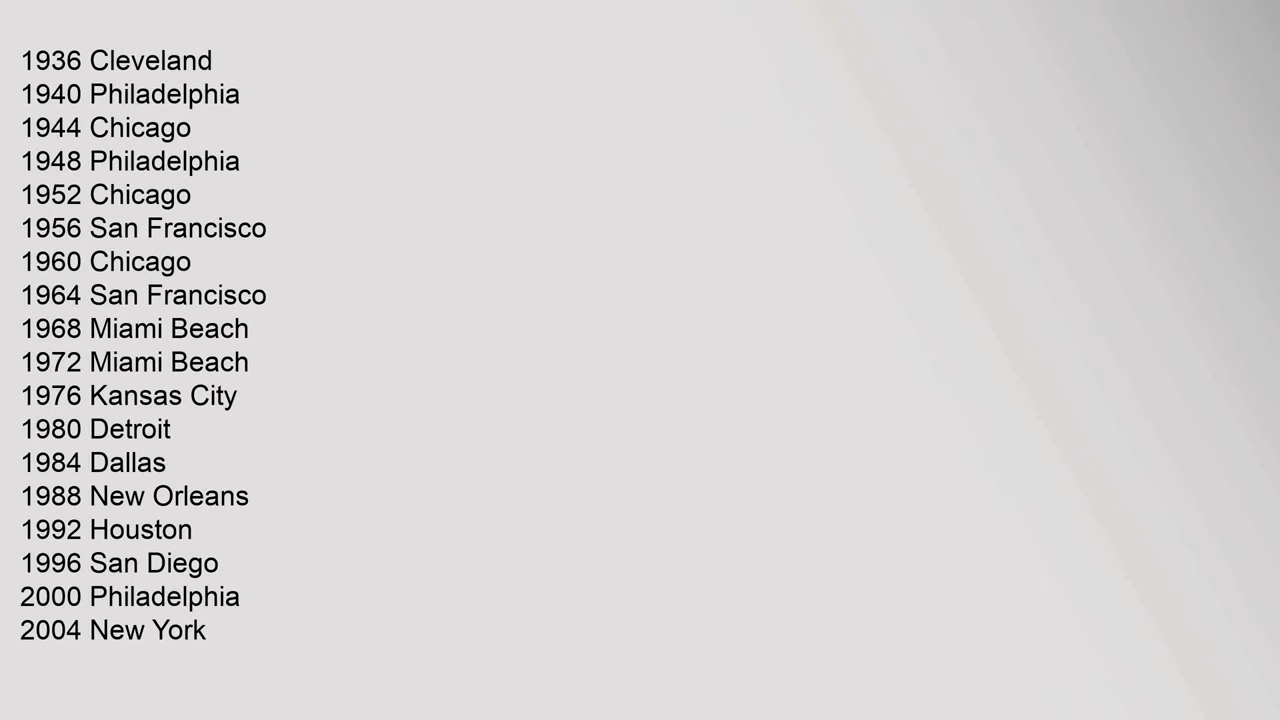 1936 Cleveland
1940 Philadelphia
1944 Chicago
1948 Philadelphia
1952 Chicago
1956 San Francisco
1960 Chicago
1964 San Francisco
1968 Miami Beach
1972 Miami Beach
1976 Kansas City
1980 Detroit
1984 Dallas
1988 New Orleans
1992 Houston
1996 San Diego
2000 Philadelphia
2004 New York